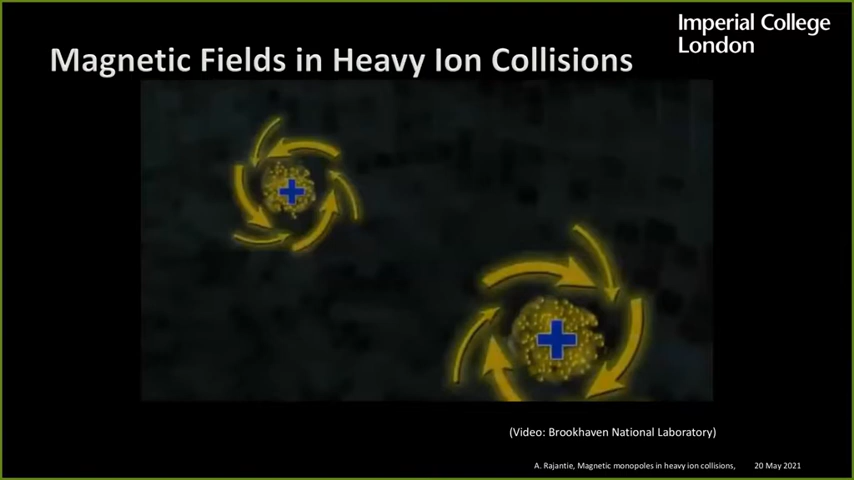 Imperial College
London
Magnetic Fields in Heavy Ion Collisions
(Video: Brookhaven National Laboratory)
A. Rajantie, Magnetic monopoles in heavy ion collisions, 20 May 2021